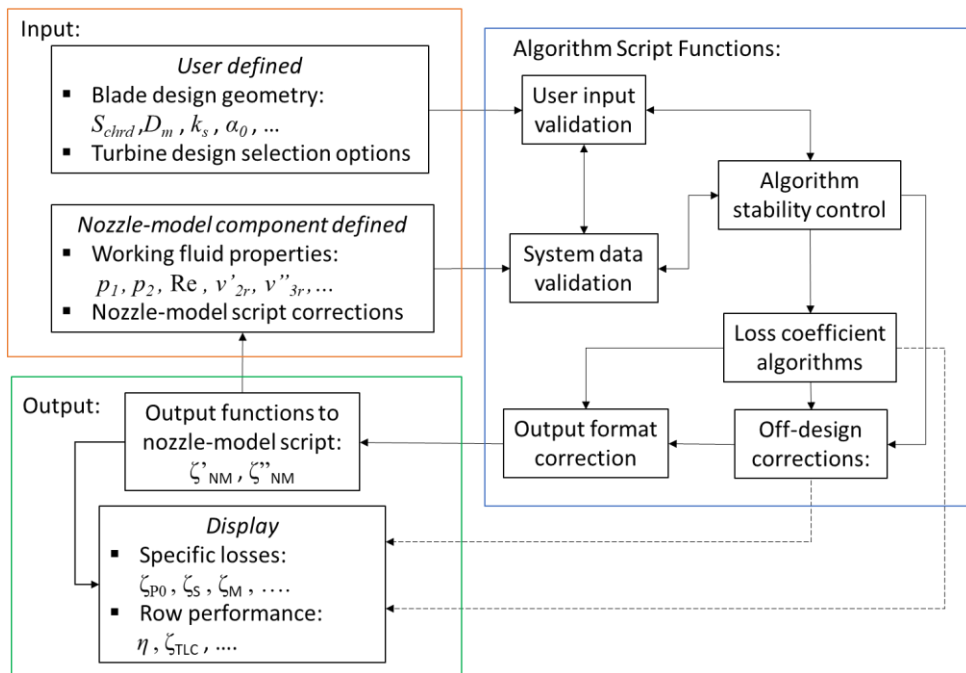 Input:
User defined
▪ Blade design geometry:
S_chrd ,D_m , k_s , α_0 , ...
▪ Turbine design selection options
Nozzle-model component defined
▪ Working fluid properties:
p_1 , p_2 , Re , v'_2r , v''_3r , ...
▪ Nozzle-model script corrections
Algorithm Script Functions:
User input
validation
Algorithm
stability control
System data
validation
Loss coefficient
algorithms
Output format
correction
Off-design
corrections:
Output:
Output functions to
nozzle-model script:
ζ'_NM , ζ''_NM
Display
▪ Specific losses:
ζ_P0 , ζ_S , ζ_M , ....
▪ Row performance:
η , ζ_TLC , ....